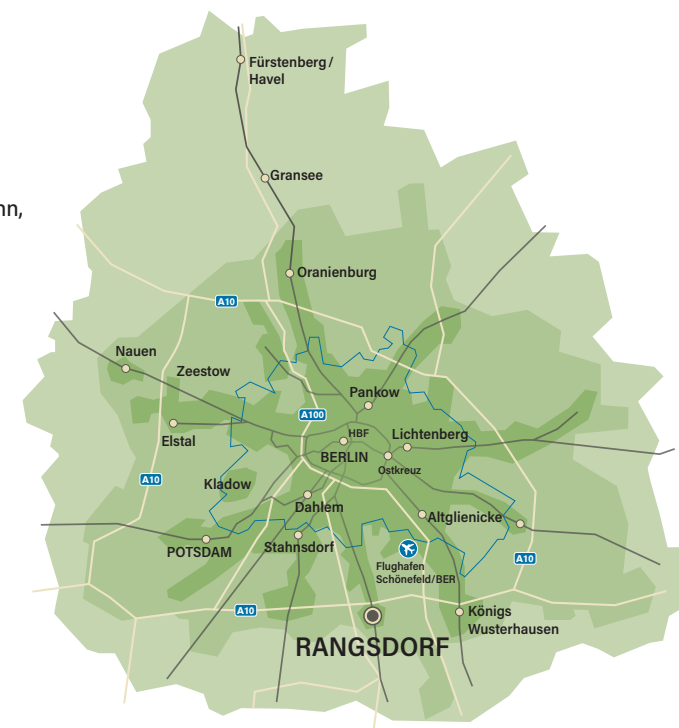 Fürstenberg/
Havel
Gransee
nn,
Oranienburg
A10
Nauen
Zeestow
Pankow
A100
HBF
Lichtenberg
Elstal
BERLIN
Ostkreuz
A10
Kladow
Dahlem
Altglienicke
POTSDAM
Stahnsdorf
A10
Flughafen
Schönefeld/BER
A10
Königs
Wusterhausen
RANGSDORF